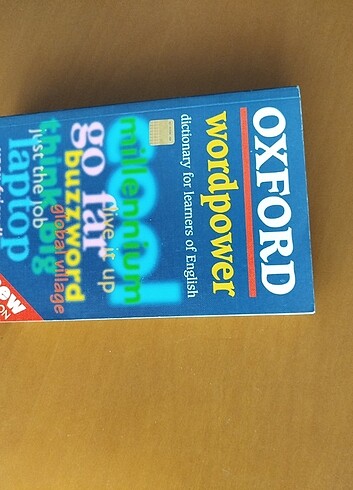 OXFORD
wordpower
dictionary for learners of English
cool
millennium
live it up
go far
buzzword
global village
think big
just the job
laptop